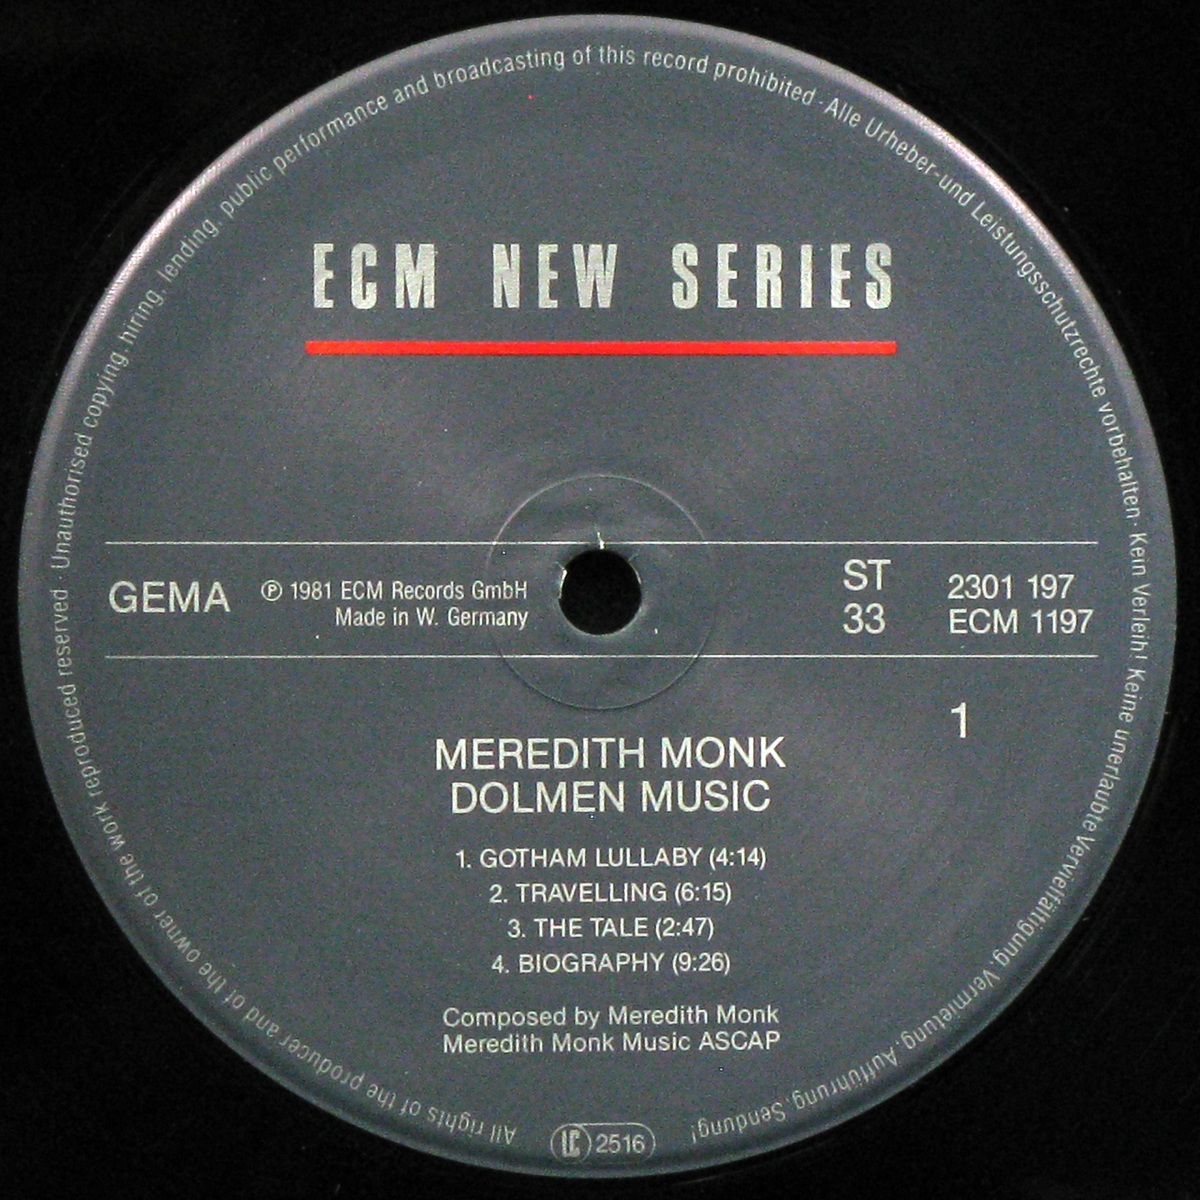 All rights of the producer and of the owner of the work reproduced reserved · Unauthorised copying, hiring, lending, public performance and broadcasting of this record prohibited · Alle Urheber-und Leistungsschutzrechte vorbehalten · Kein Verleih! Keine unerlaubte Vervielfältigung, Vermietung, Aufführung, Sendung!
ECM NEW SERIES
GEMA
℗ 1981 ECM Records GmbH
Made in W. Germany
ST
33
2301 197
ECM 1197
1
MEREDITH MONK
DOLMEN MUSIC
1. GOTHAM LULLABY (4:14)
2. TRAVELLING (6:15)
3. THE TALE (2:47)
4. BIOGRAPHY (9:26)
Composed by Meredith Monk
Meredith Monk Music ASCAP
LC 2516